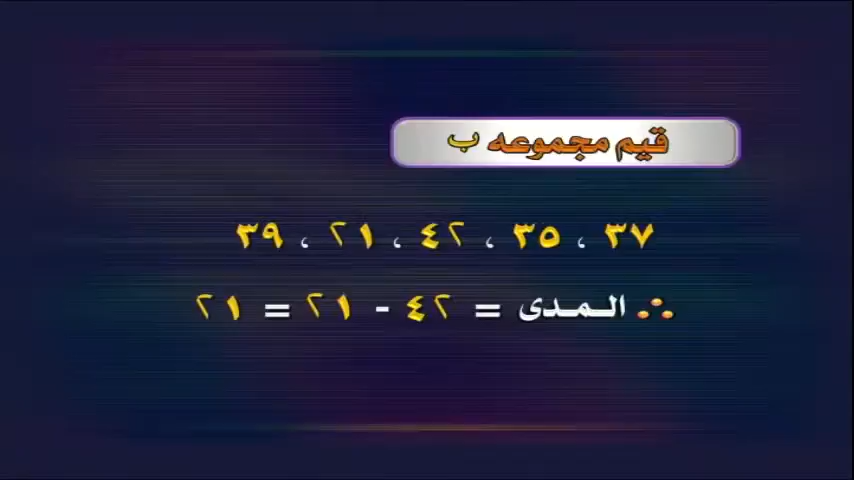 قيم مجموعه ب
٣٧ ، ٣٥ ، ٤٢ ، ٢١ ، ٣٩
∴ المدى = ٤٢ - ٢١ = ٢١